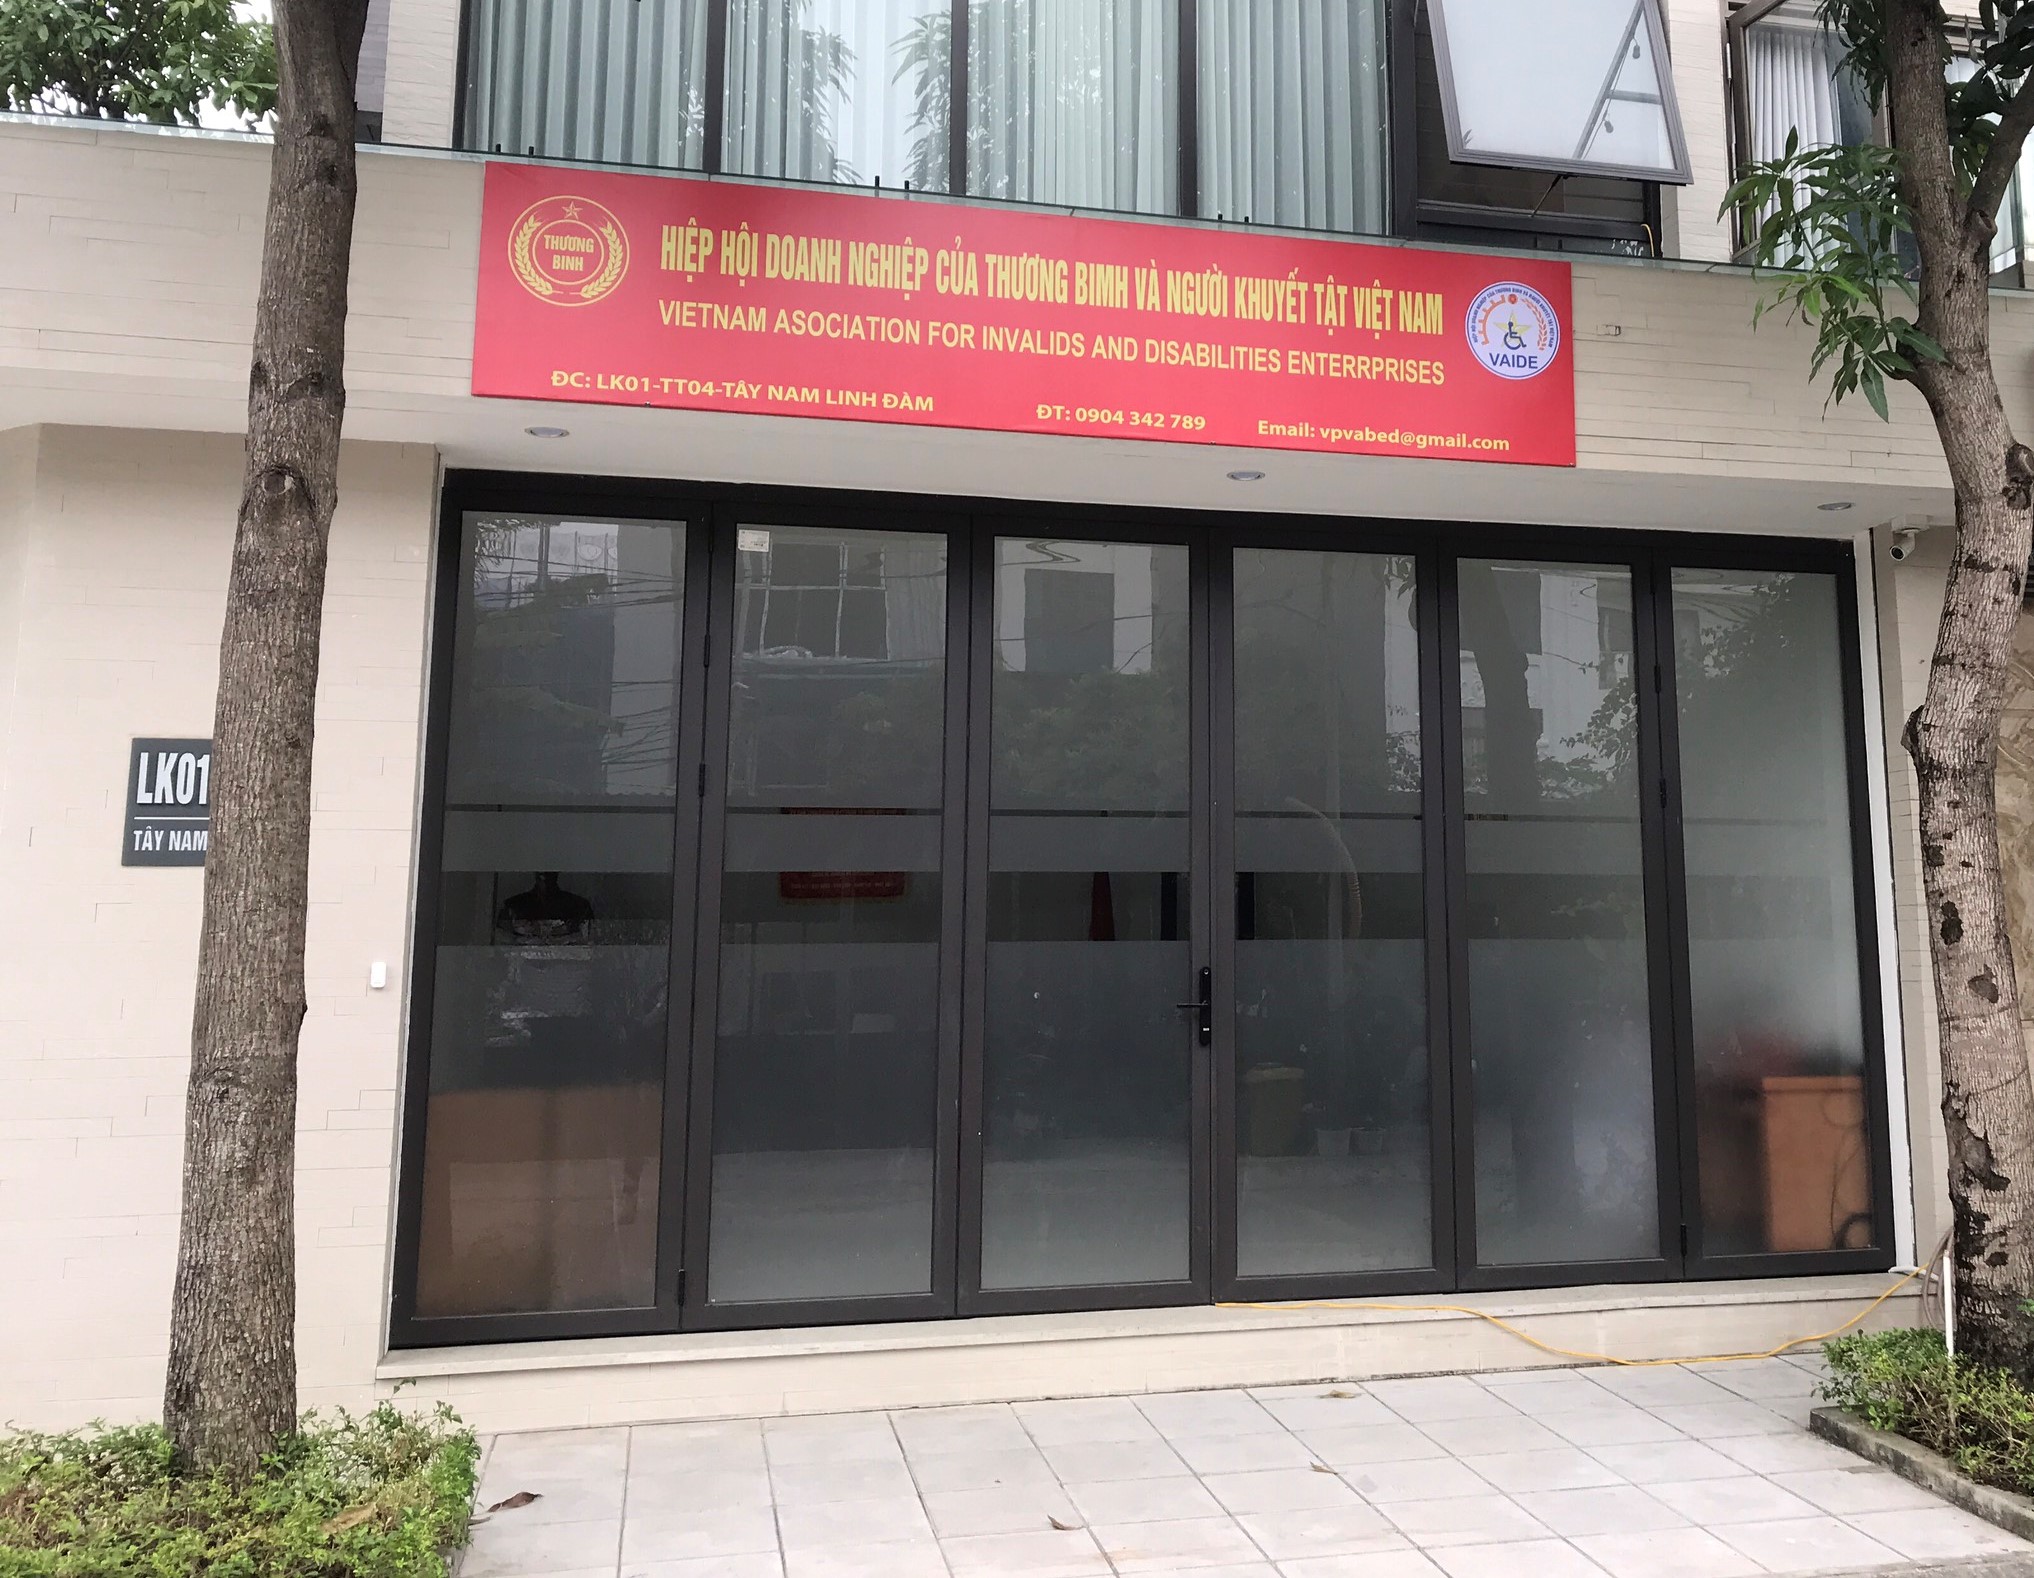 THƯƠNG
BINH
HIỆP HỘI DOANH NGHIỆP CỦA THƯƠNG BIMH VÀ NGƯỜI KHUYẾT TẬT VIỆT NAM
VIETNAM ASOCIATION FOR INVALIDS AND DISABILITIES ENTERRPRISES
VAIDE
ĐC: LK01-TT04-TÂY NAM LINH ĐÀM
ĐT: 0904 342 789
Email: vpvabed@gmail.com
LK01
TÂY NAM